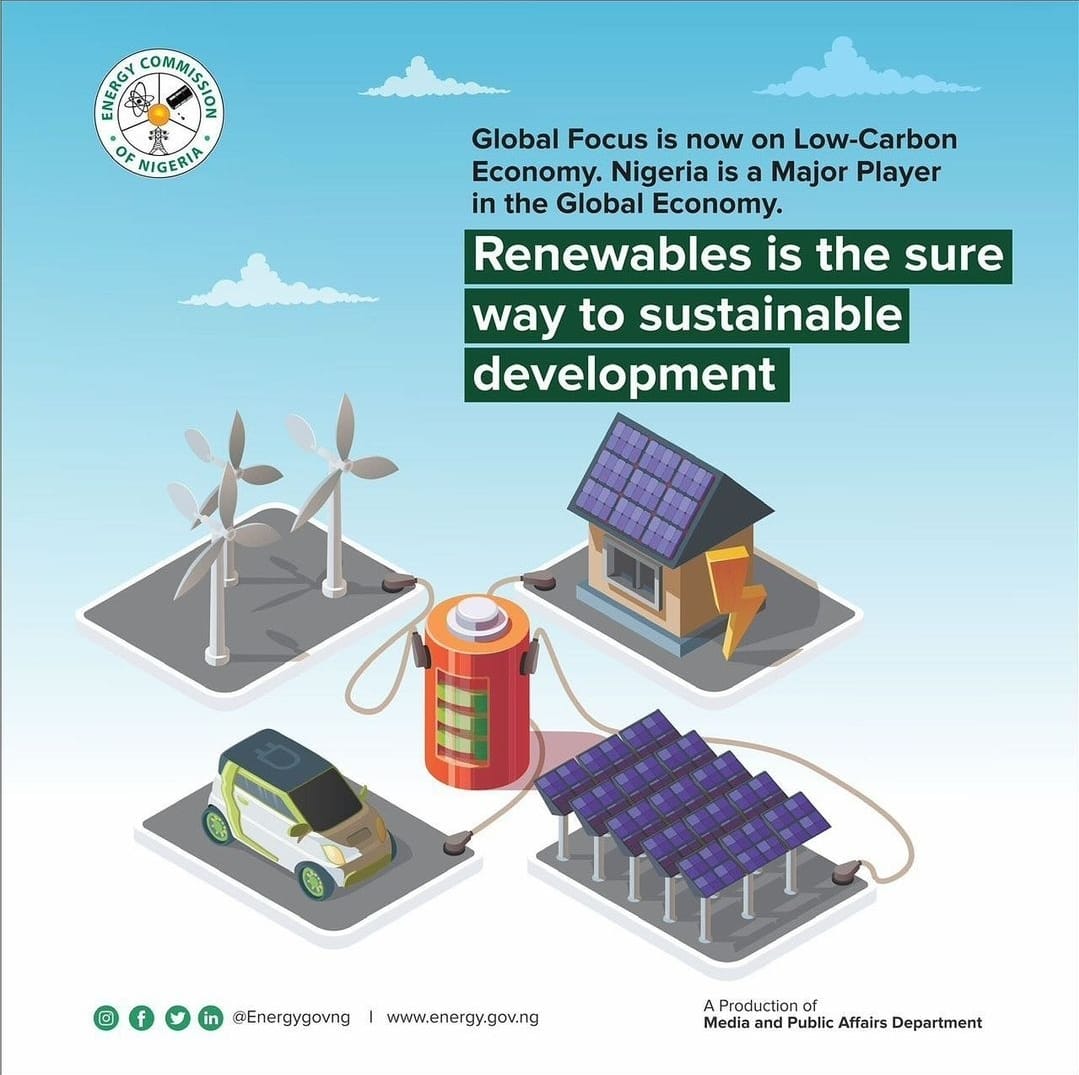 ENERGY COMMISSION
OF NIGERIA
Global Focus is now on Low-Carbon
Economy. Nigeria is a Major Player
in the Global Economy.
Renewables is the sure
way to sustainable
development
@Energygovng | www.energy.gov.ng
A Production of
Media and Public Affairs Department